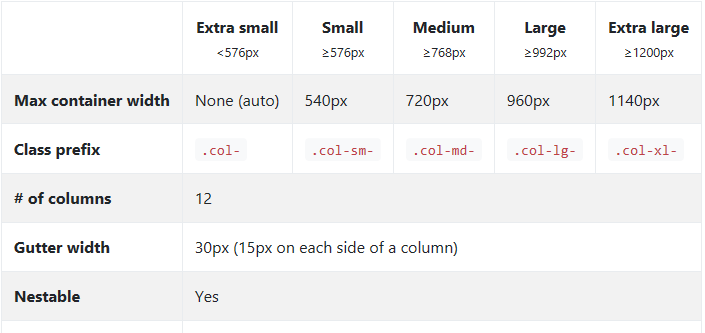 Extra small Small Medium Large Extra large
<576px ≥576px ≥768px ≥992px ≥1200px
Max container width None (auto) 540px 720px 960px 1140px
Class prefix .col- .col-sm- .col-md- .col-lg- .col-xl-
# of columns 12
Gutter width 30px (15px on each side of a column)
Nestable Yes